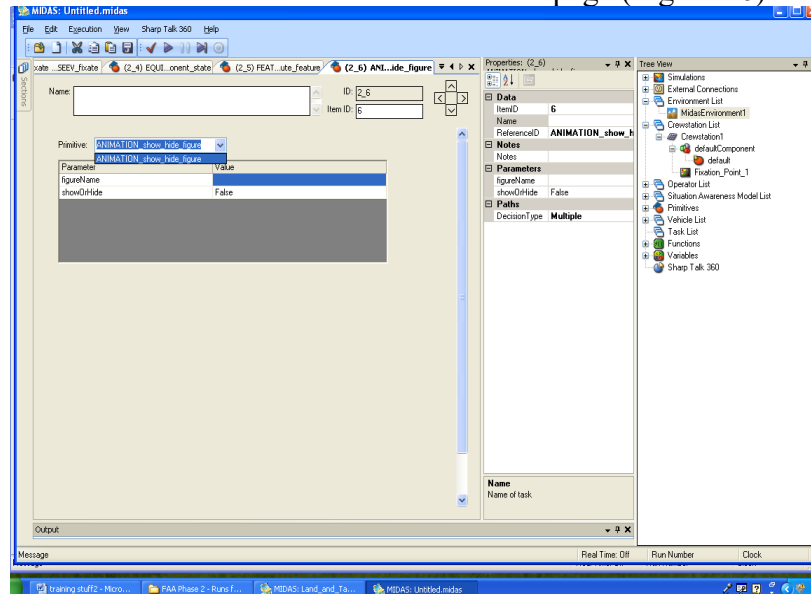 MIDAS: Untitled.midas
File Edit Execution View Sharp Talk 360 Help
xate ...SEEV_fixate (2_4) EQUI...onent_state (2_5) FEAT...ute_feature (2_6) ANI...ide_figure
Sections
Name: ID: 2_6
Item ID: 6
Primitive: ANIMATION_show_hide_figure
ANIMATION_show_hide_figure
Parameter Value
figureName
showOrHide False
Output
Properties: (2_6)
Data
ItemID 6
Name
ReferenceID ANIMATION_show_h
Notes
Notes
Parameters
figureName
showOrHide False
Paths
DecisionType Multiple
Name
Name of task
Tree View
Simulations
External Connections
Environment List
MidasEnvironment1
Crewstation List
Crewstation1
defaultComponent
default
Fixation_Point_1
Operator List
Situation Awareness Model List
Primitives
Vehicle List
Task List
Functions
Variables
Sharp Talk 360
Message Real Time: Off Run Number Clock
training stuff2 - Micro... FAA Phase 2 - Runs f... MIDAS: Land_and_Ta... MIDAS: Untitled.midas